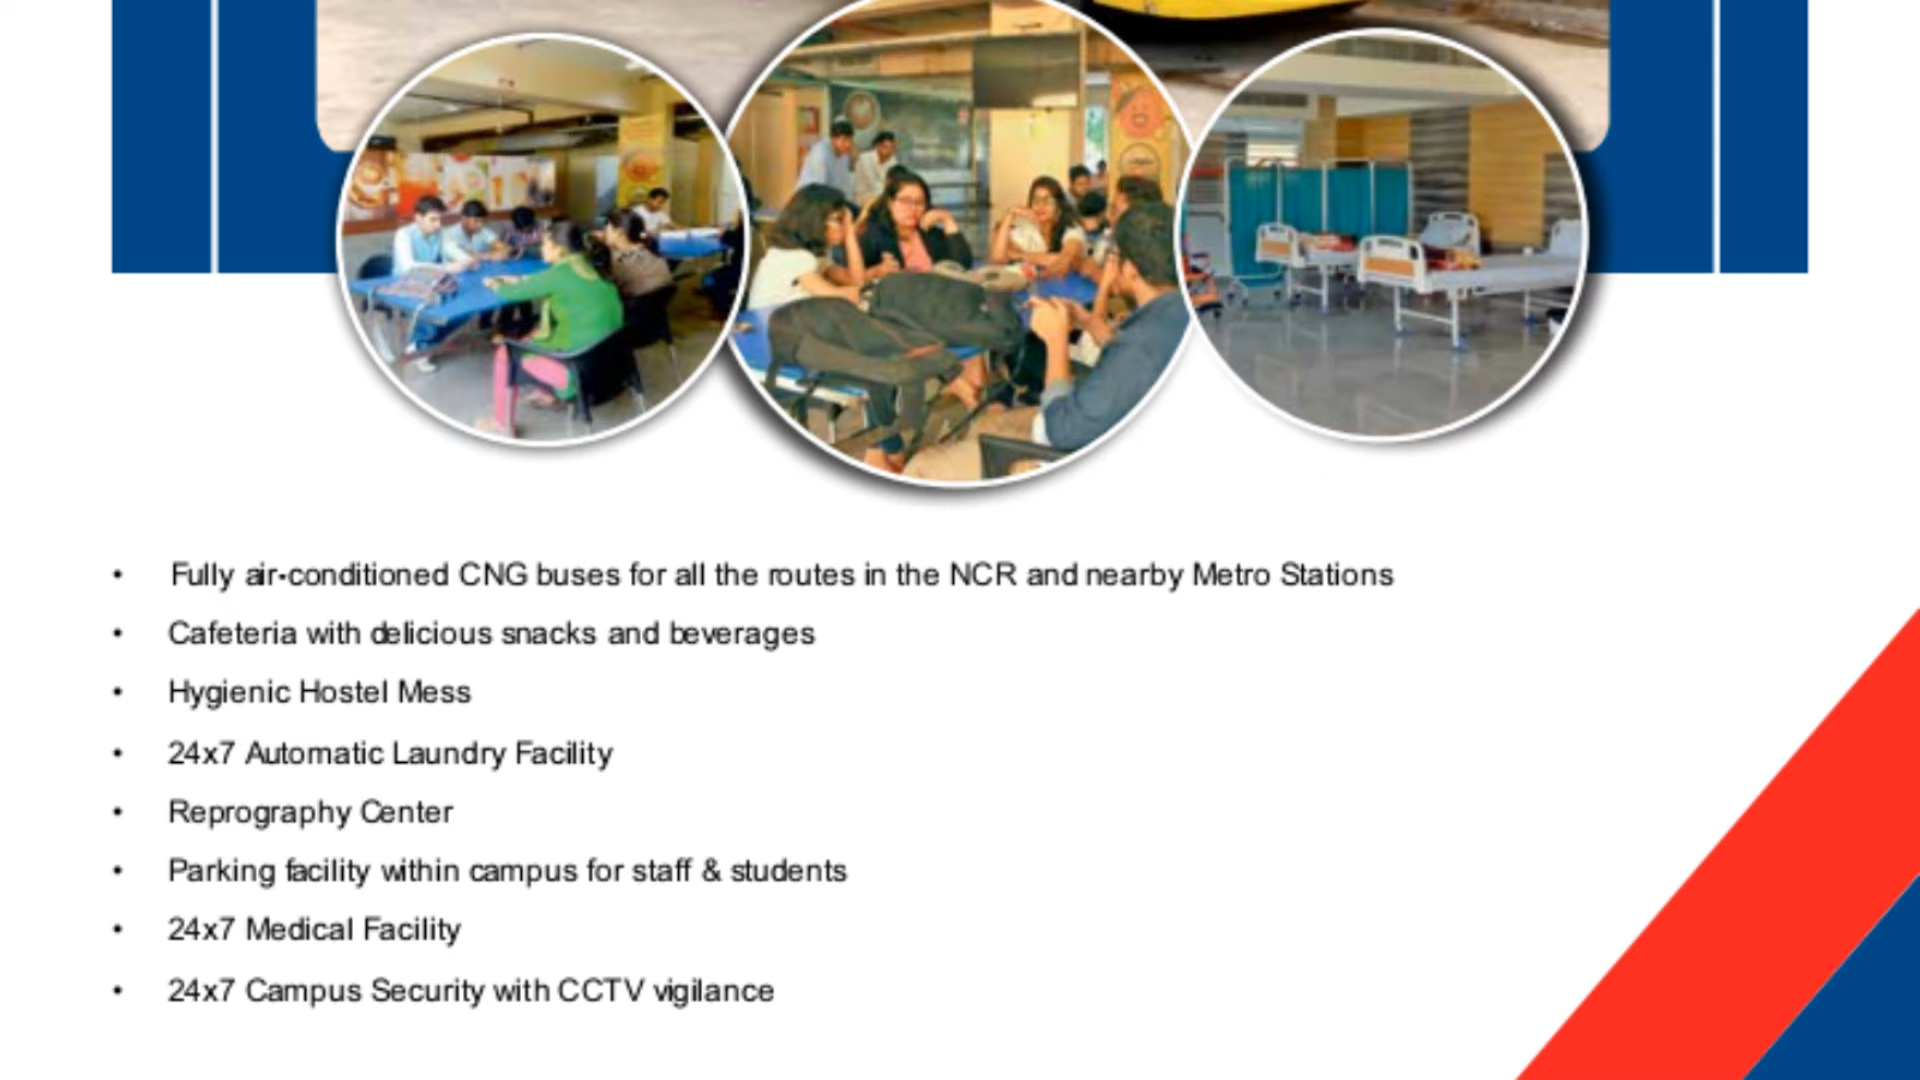 • Fully air-conditioned CNG buses for all the routes in the NCR and nearby Metro Stations
• Cafeteria with delicious snacks and beverages
• Hygienic Hostel Mess
• 24x7 Automatic Laundry Facility
• Reprography Center
• Parking facility within campus for staff & students
• 24x7 Medical Facility
• 24x7 Campus Security with CCTV vigilance